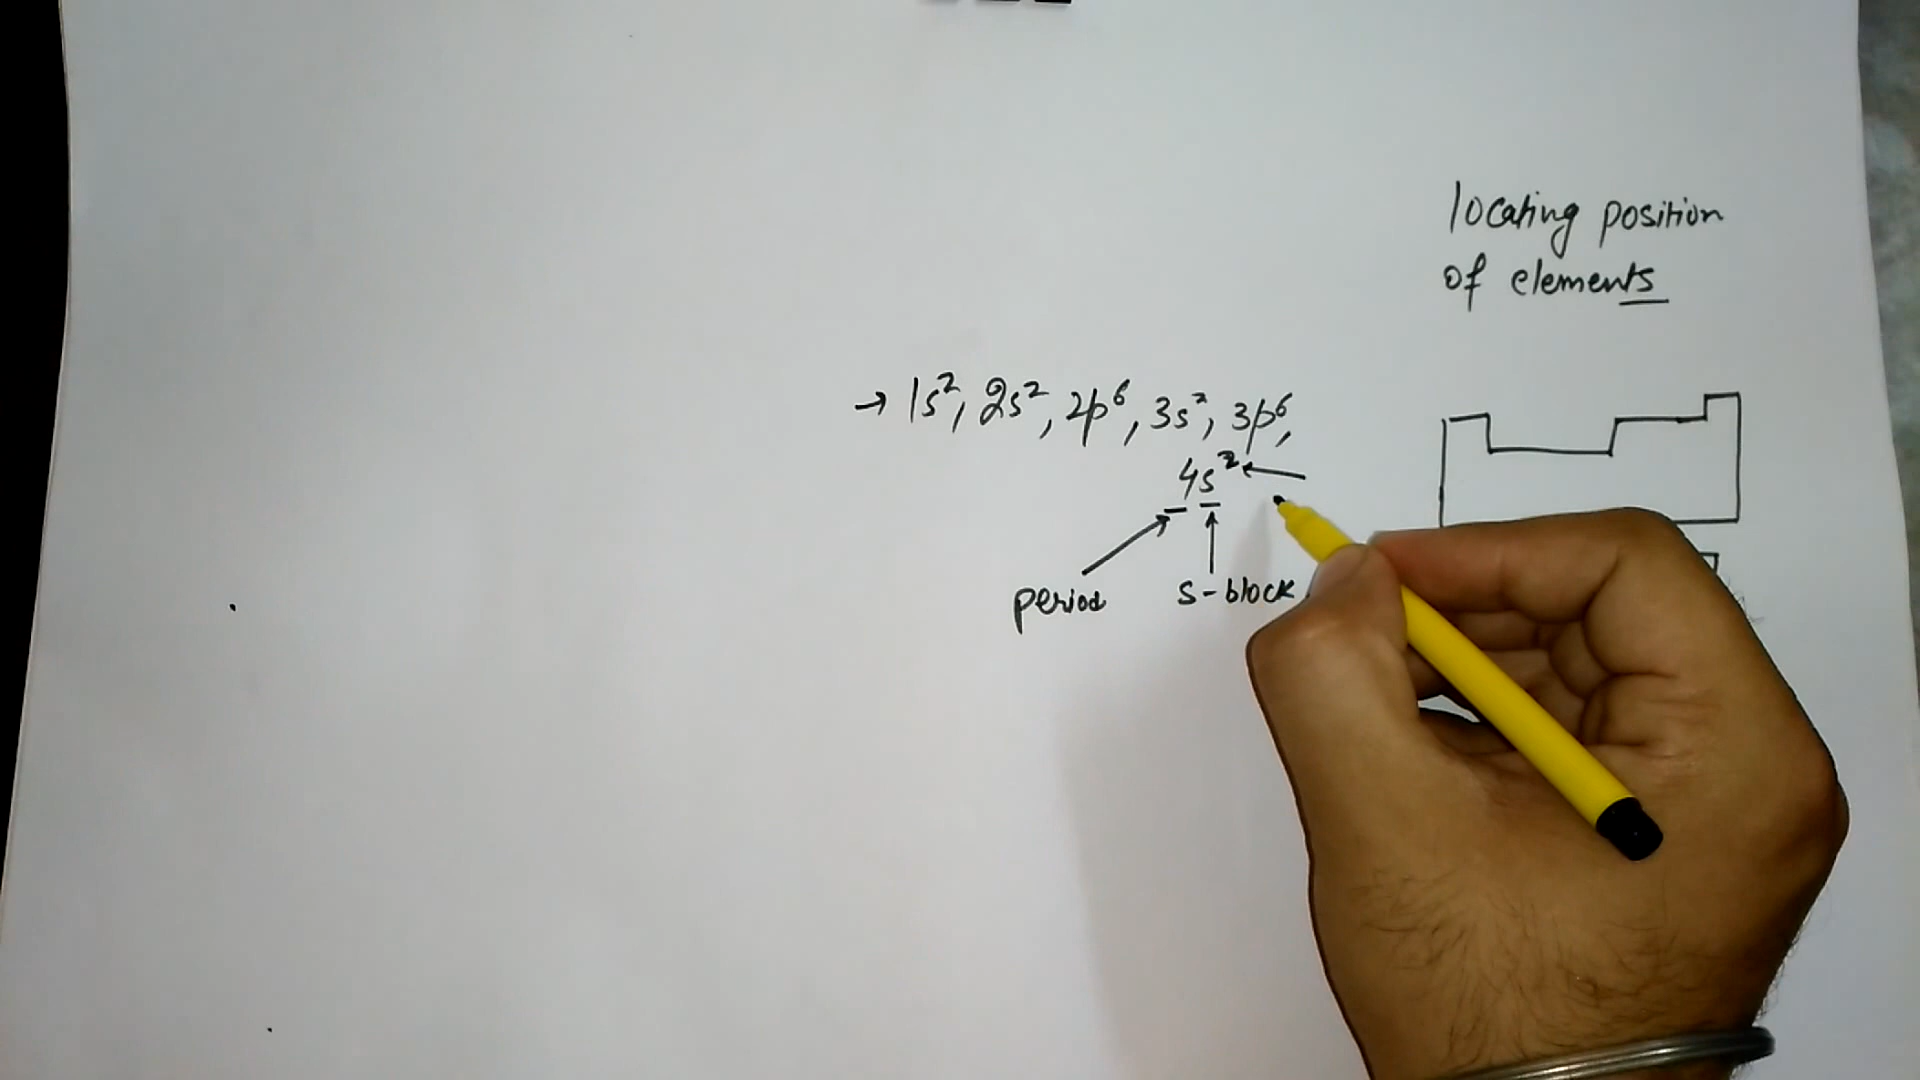 locating position
of elements
→ 1s², 2s², 2p⁶, 3s², 3p⁶,
4s²
period
s-block